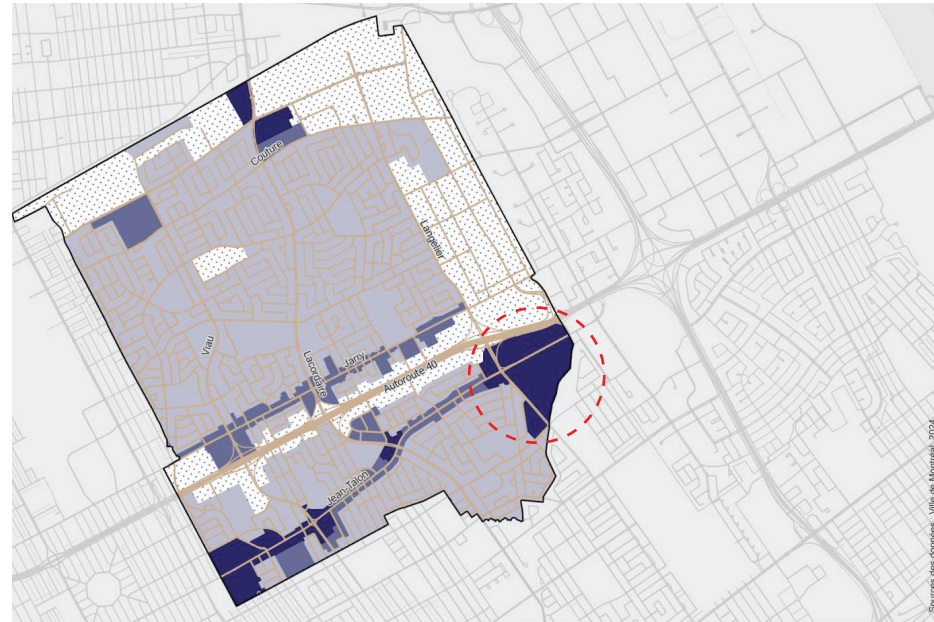 Couture
Langelier
Viau
Lacordaire
Jarry
Autoroute 40
Jean-Talon
Sources des données : Ville de Montréal, 2024